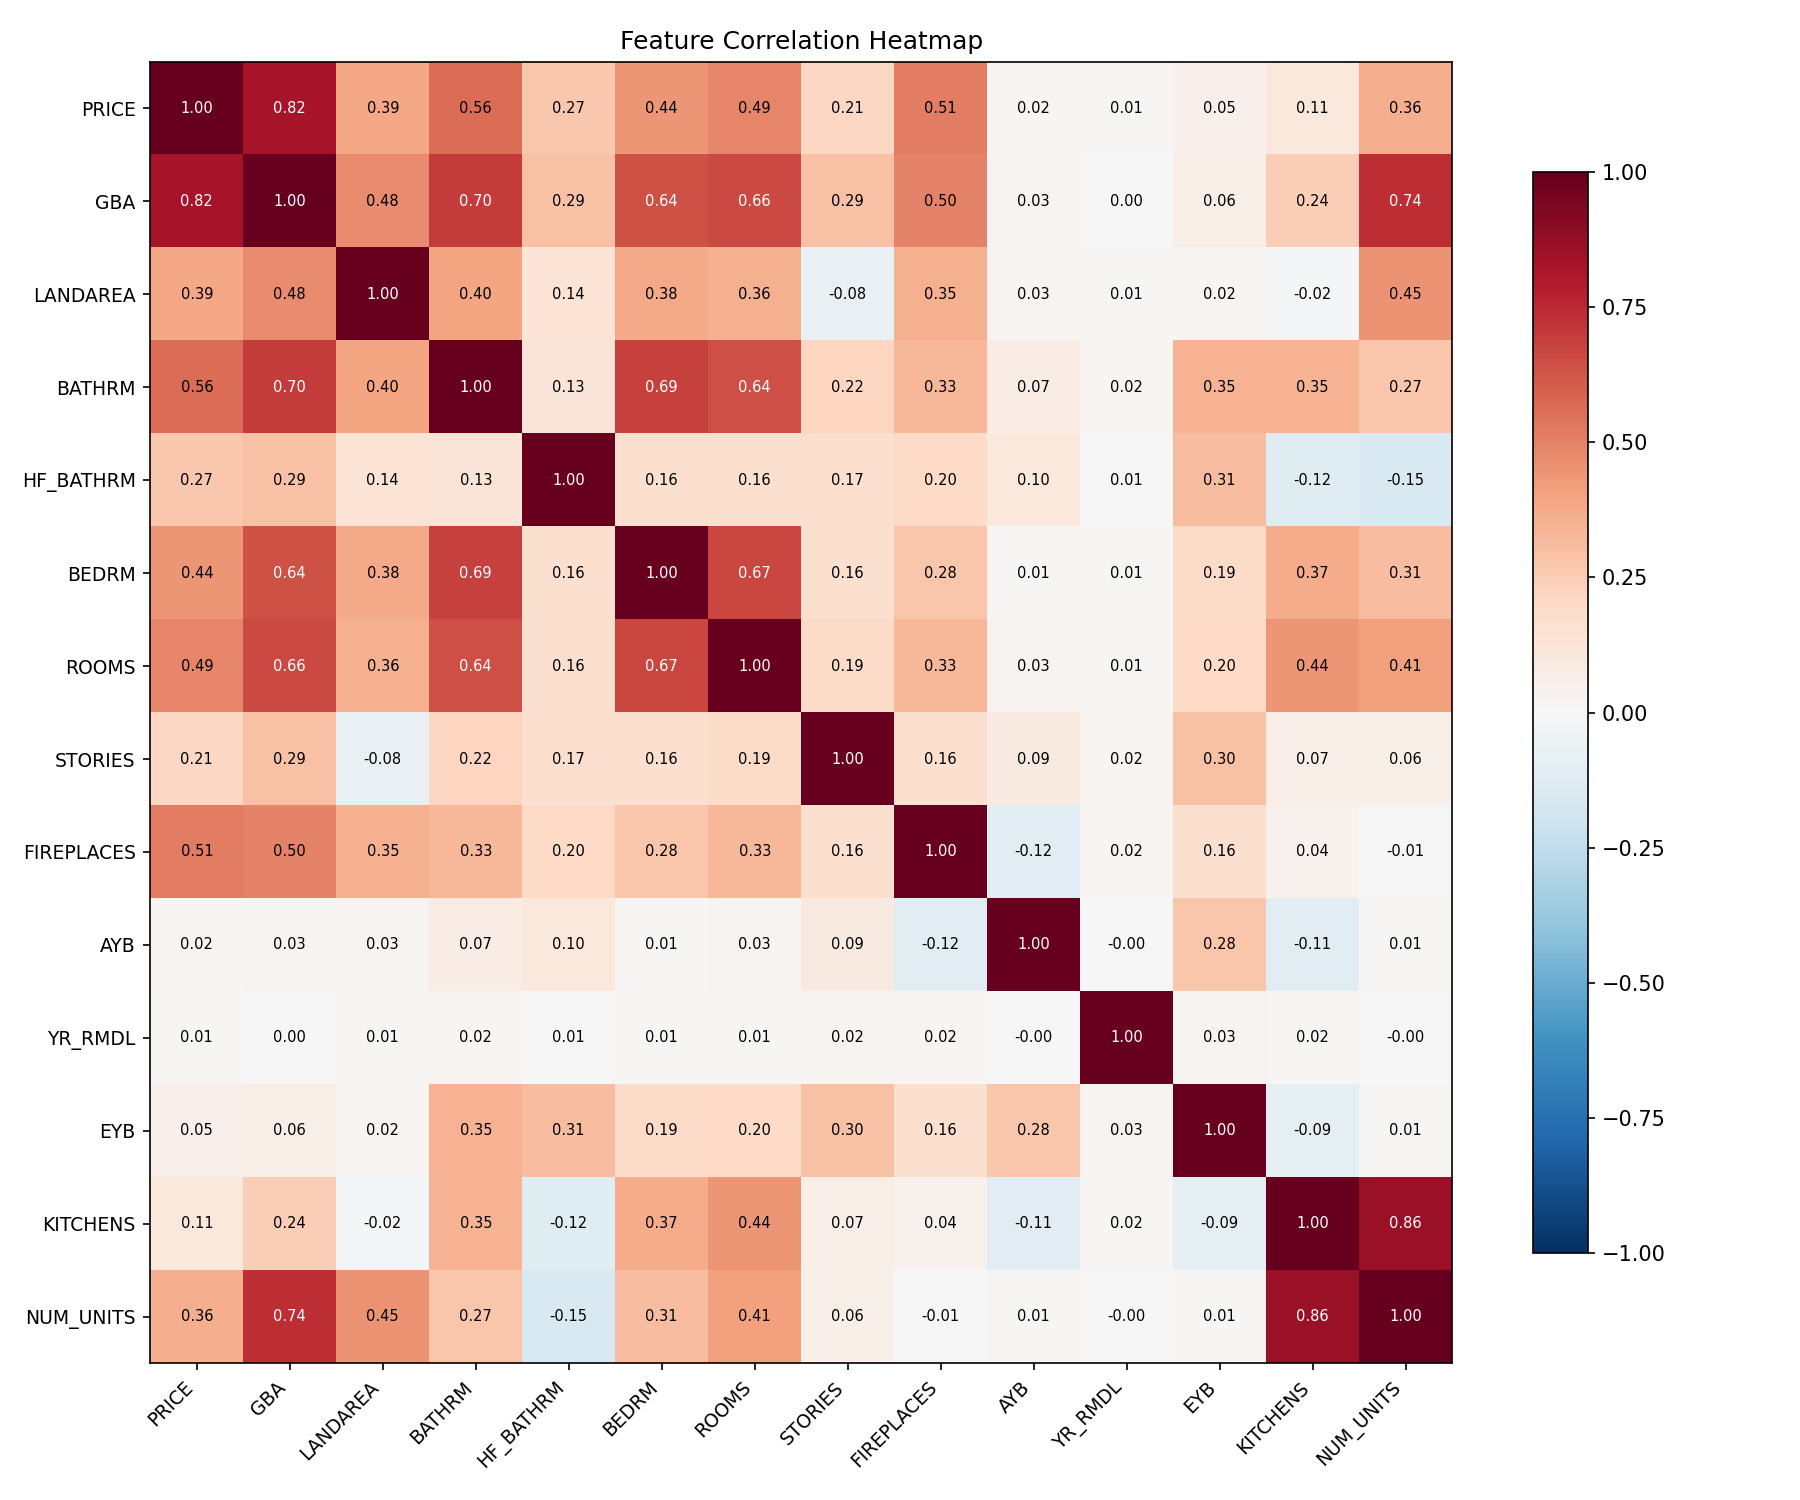 Feature Correlation Heatmap
PRICE 1.00 0.82 0.39 0.56 0.27 0.44 0.49 0.21 0.51 0.02 0.01 0.05 0.11 0.36
GBA 0.82 1.00 0.48 0.70 0.29 0.64 0.66 0.29 0.50 0.03 0.00 0.06 0.24 0.74
LANDAREA 0.39 0.48 1.00 0.40 0.14 0.38 0.36 -0.08 0.35 0.03 0.01 0.02 -0.02 0.45
BATHRM 0.56 0.70 0.40 1.00 0.13 0.69 0.64 0.22 0.33 0.07 0.02 0.35 0.35 0.27
HF_BATHRM 0.27 0.29 0.14 0.13 1.00 0.16 0.16 0.17 0.20 0.10 0.01 0.31 -0.12 -0.15
BEDRM 0.44 0.64 0.38 0.69 0.16 1.00 0.67 0.16 0.28 0.01 0.01 0.19 0.37 0.31
ROOMS 0.49 0.66 0.36 0.64 0.16 0.67 1.00 0.19 0.33 0.03 0.01 0.20 0.44 0.41
STORIES 0.21 0.29 -0.08 0.22 0.17 0.16 0.19 1.00 0.16 0.09 0.02 0.30 0.07 0.06
FIREPLACES 0.51 0.50 0.35 0.33 0.20 0.28 0.33 0.16 1.00 -0.12 0.02 0.16 0.04 -0.01
AYB 0.02 0.03 0.03 0.07 0.10 0.01 0.03 0.09 -0.12 1.00 -0.00 0.28 -0.11 0.01
YR_RMDL 0.01 0.00 0.01 0.02 0.01 0.01 0.01 0.02 0.02 -0.00 1.00 0.03 0.02 -0.00
EYB 0.05 0.06 0.02 0.35 0.31 0.19 0.20 0.30 0.16 0.28 0.03 1.00 -0.09 0.01
KITCHENS 0.11 0.24 -0.02 0.35 -0.12 0.37 0.44 0.07 0.04 -0.11 0.02 -0.09 1.00 0.86
NUM_UNITS 0.36 0.74 0.45 0.27 -0.15 0.31 0.41 0.06 -0.01 0.01 -0.00 0.01 0.86 1.00
PRICE GBA LANDAREA BATHRM HF_BATHRM BEDRM ROOMS STORIES FIREPLACES AYB YR_RMDL EYB KITCHENS NUM_UNITS
1.00
0.75
0.50
0.25
0.00
−0.25
−0.50
−0.75
−1.00